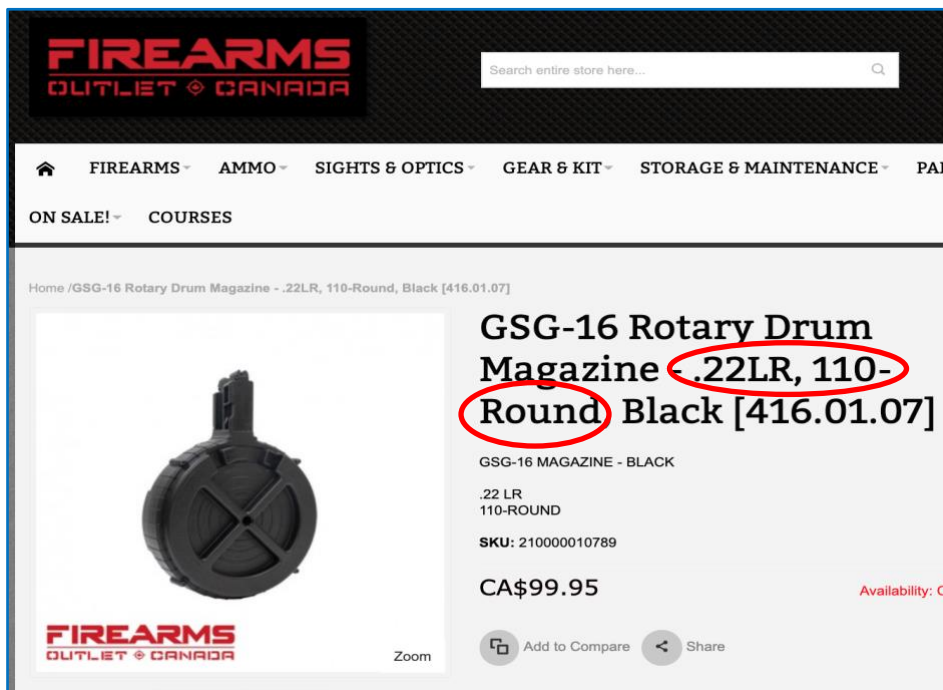 FIREARMS
OUTLET CANADA
Search entire store here...
FIREARMS AMMO SIGHTS & OPTICS GEAR & KIT STORAGE & MAINTENANCE
ON SALE! COURSES
Home /GSG-16 Rotary Drum Magazine - .22LR, 110-Round, Black [416.01.07]
GSG-16 Rotary Drum
Magazine - .22LR, 110-
Round, Black [416.01.07]
GSG-16 MAGAZINE - BLACK
.22 LR
110-ROUND
SKU: 210000010789
CA$99.95
Availability:
Add to Compare Share
FIREARMS
OUTLET CANADA
Zoom